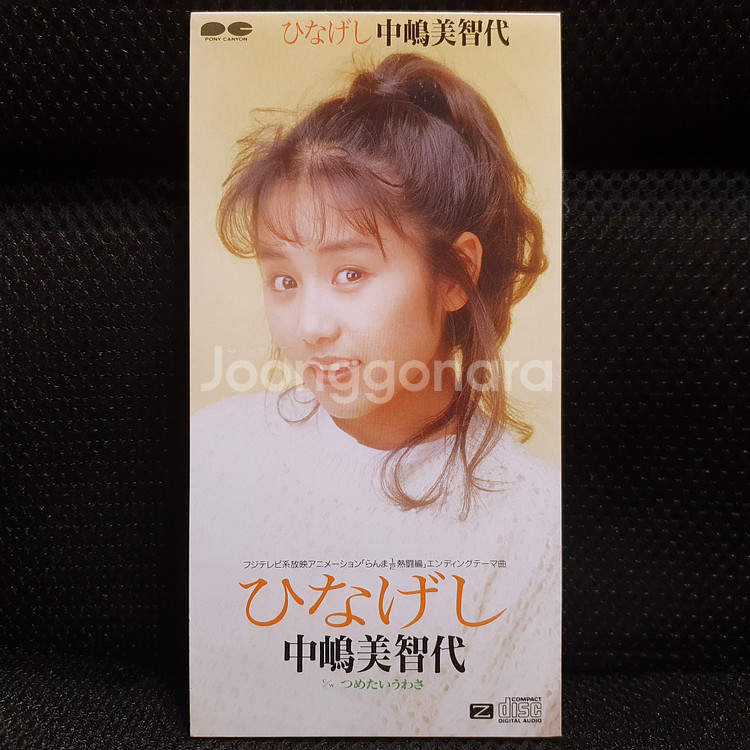 PONY CANYON
ひなげし 中嶋美智代
Joonggonara
フジテレビ系放映アニメーション「らんま1/2熱闘編」エンディングテーマ曲
ひなげし
中嶋美智代
c/w つめたいうわさ
Z
COMPACT
disc
DIGITAL AUDIO